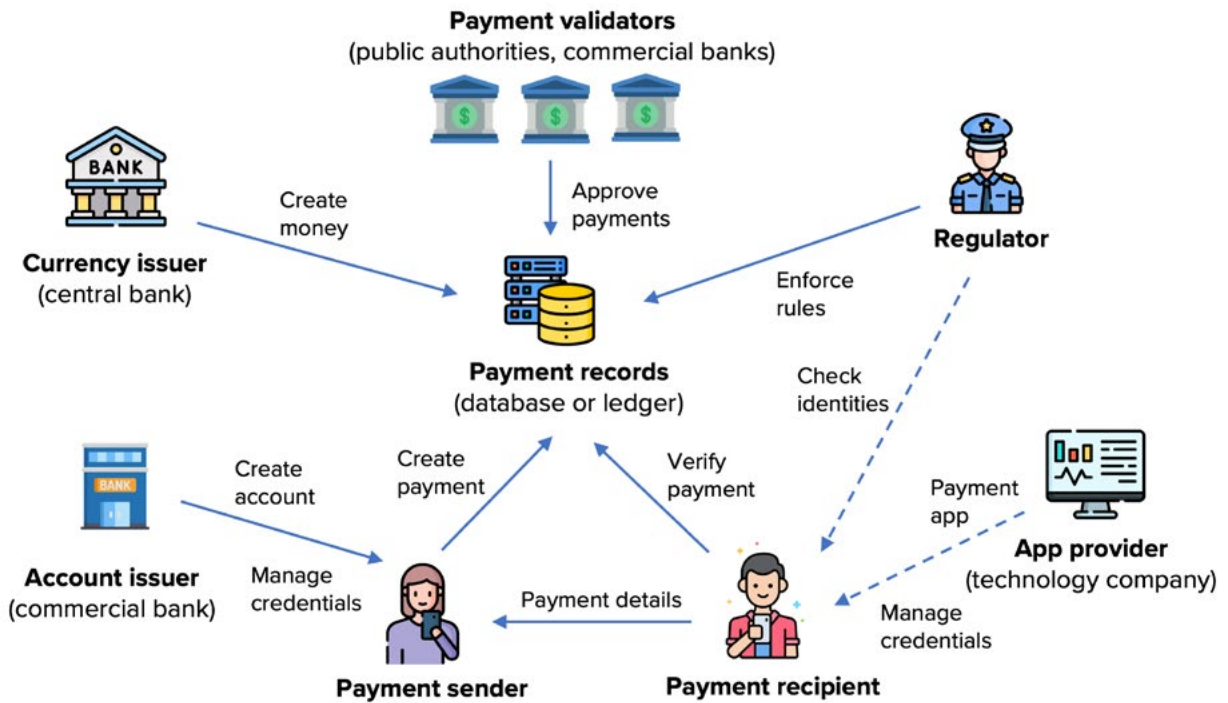 Payment validators
(public authorities, commercial banks)
BANK
Create
money
Approve
payments
Currency issuer
(central bank)
Regulator
Enforce
rules
Payment records
(database or ledger)
Check
identities
BANK
Create
account
Create
payment
Verify
payment
Payment
app
Account issuer
(commercial bank)
Manage
credentials
Payment details
App provider
(technology company)
Manage
credentials
Payment sender
Payment recipient